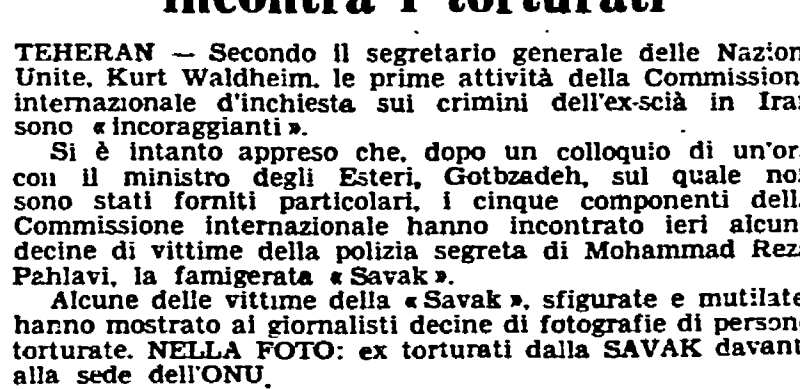 incontra i torturati
TEHERAN — Secondo il segretario generale delle Nazion
Unite, Kurt Waldheim, le prime attività della Commission
internazionale d'inchiesta sui crimini dell'ex-scià in Ira
sono « incoraggianti ».
Si è intanto appreso che, dopo un colloquio di un'or
con il ministro degli Esteri, Gotbzadeh, sul quale no
sono stati forniti particolari, i cinque componenti dell
Commissione internazionale hanno incontrato ieri alcun
decine di vittime della polizia segreta di Mohammad Rez
Pahlavi, la famigerata « Savak ».
Alcune delle vittime della « Savak », sfigurate e mutilate
hanno mostrato ai giornalisti decine di fotografie di person
torturate. NELLA FOTO: ex torturati dalla SAVAK davant
alla sede dell'ONU.